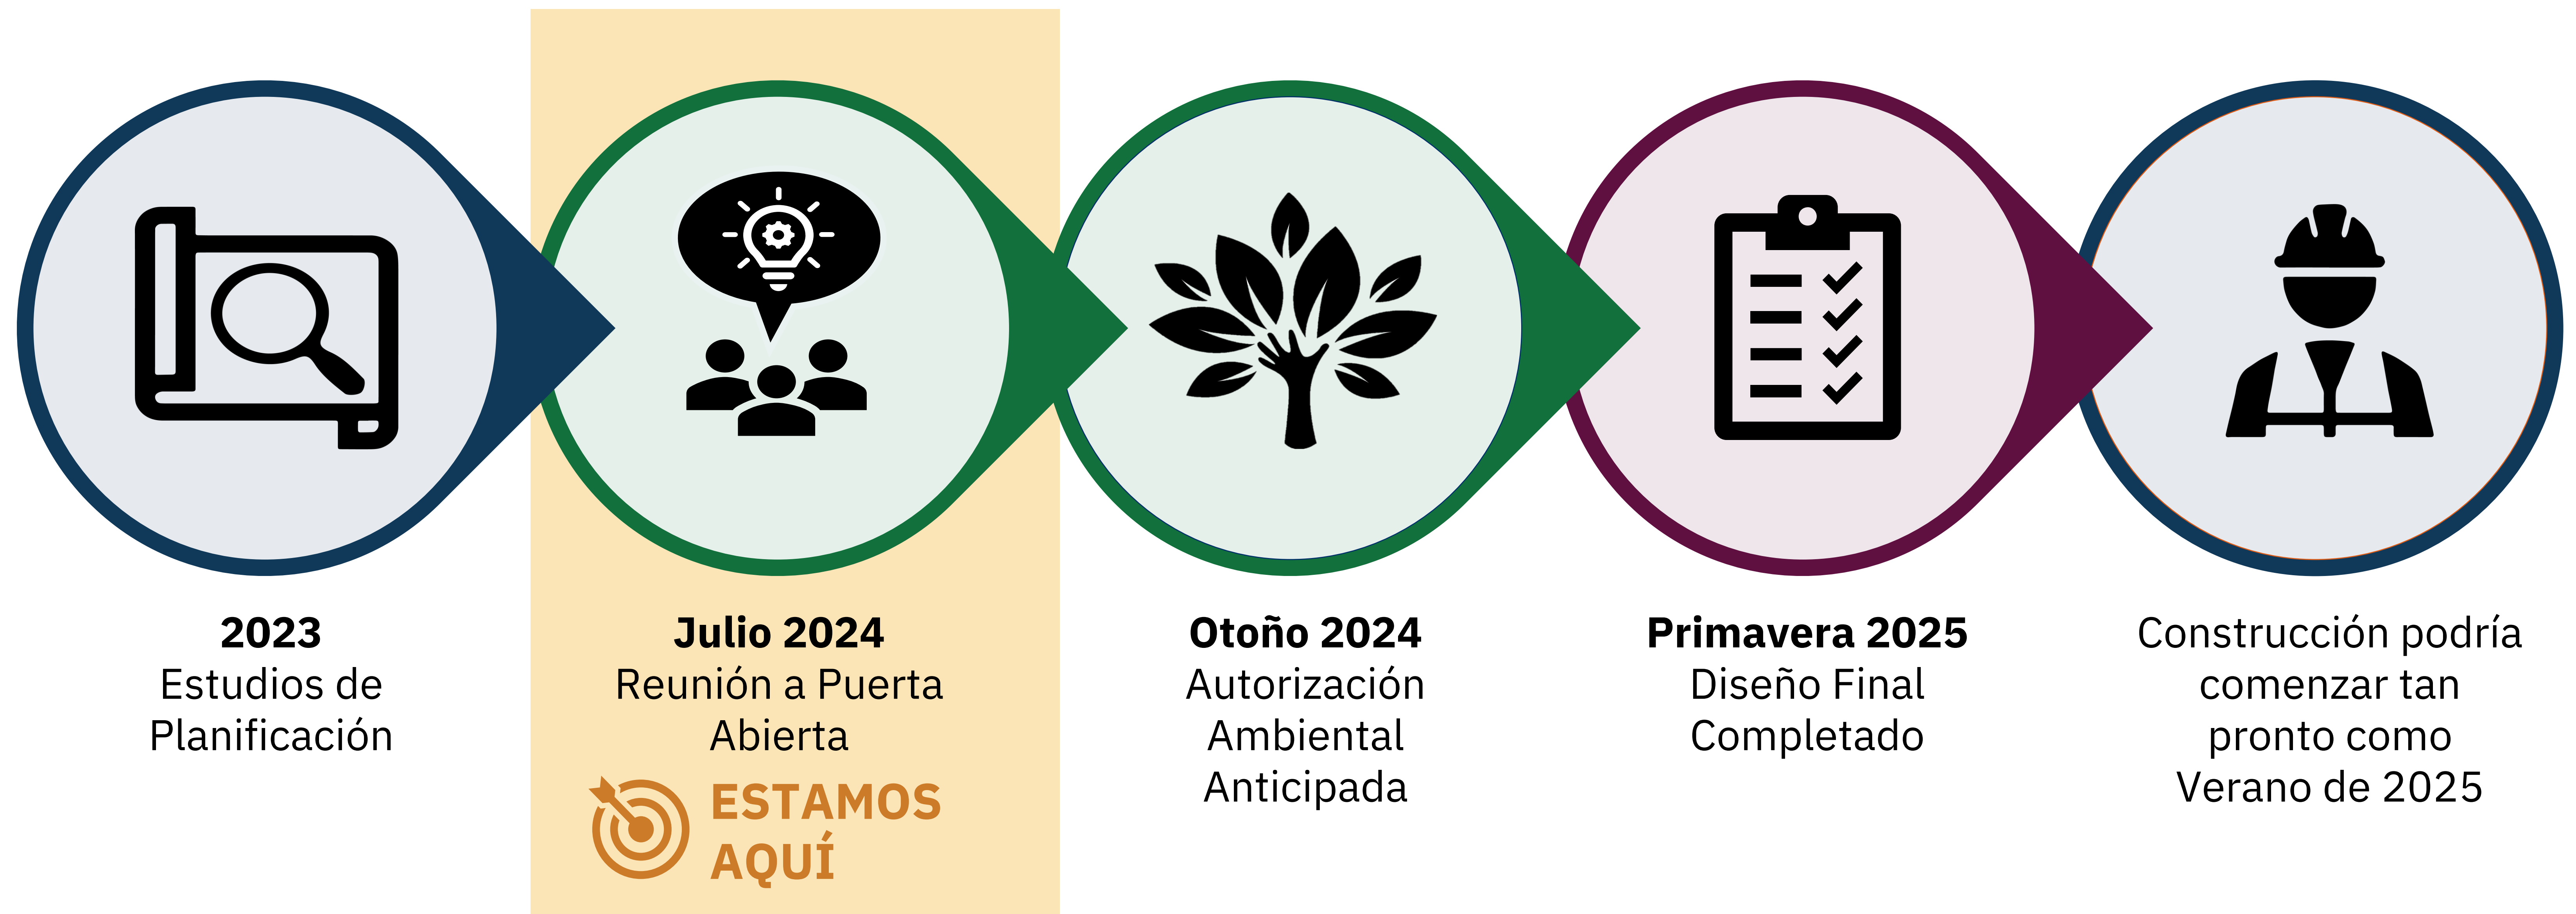 2023
Estudios de
Planificación
Julio 2024
Reunión a Puerta
Abierta
ESTAMOS
AQUÍ
Otoño 2024
Autorización
Ambiental
Anticipada
Primavera 2025
Diseño Final
Completado
Construcción podría
comenzar tan
pronto como
Verano de 2025